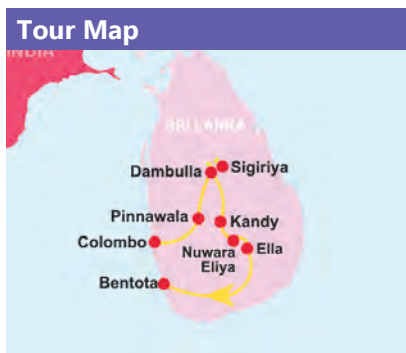 Tour Map
INDIA
SRI LANKA
Dambulla
Sigiriya
Pinnawala
Kandy
Colombo
Nuwara
Eliya
Ella
Bentota